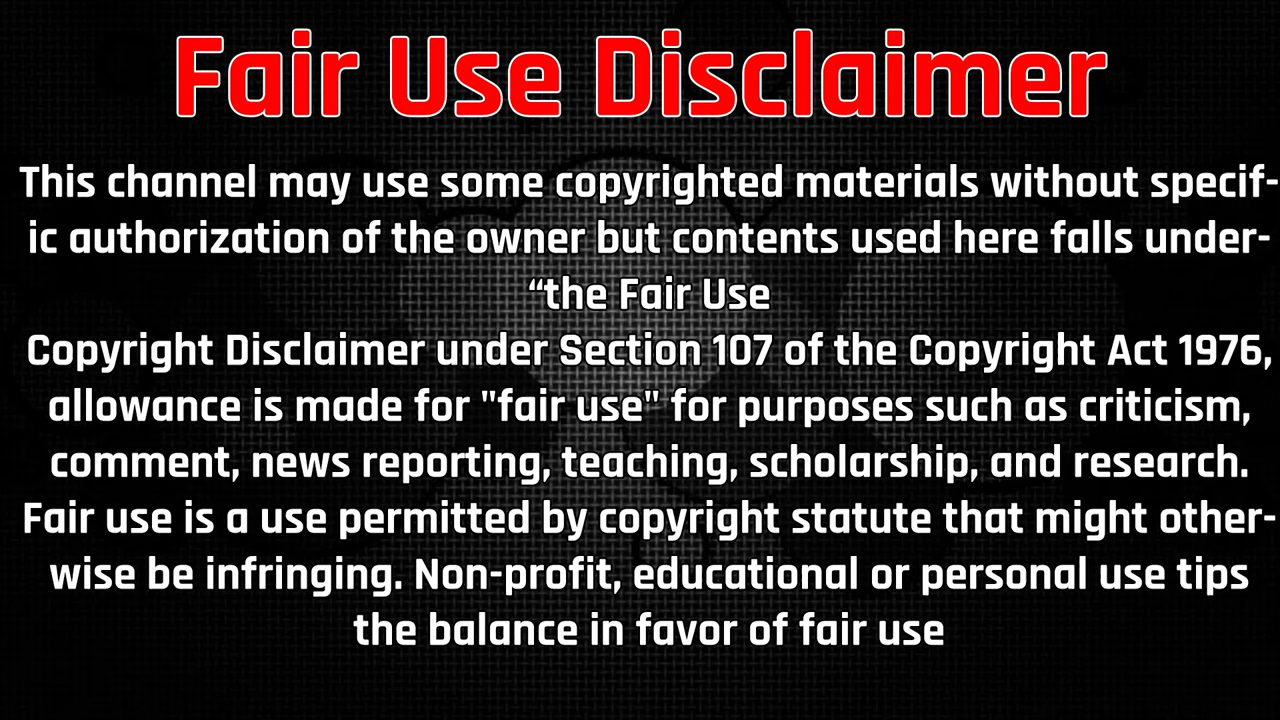 Fair Use Disclaimer
This channel may use some copyrighted materials without specif-
ic authorization of the owner but contents used here falls under-
“the Fair Use
Copyright Disclaimer under Section 107 of the Copyright Act 1976,
allowance is made for "fair use" for purposes such as criticism,
comment, news reporting, teaching, scholarship, and research.
Fair use is a use permitted by copyright statute that might other-
wise be infringing. Non-profit, educational or personal use tips
the balance in favor of fair use